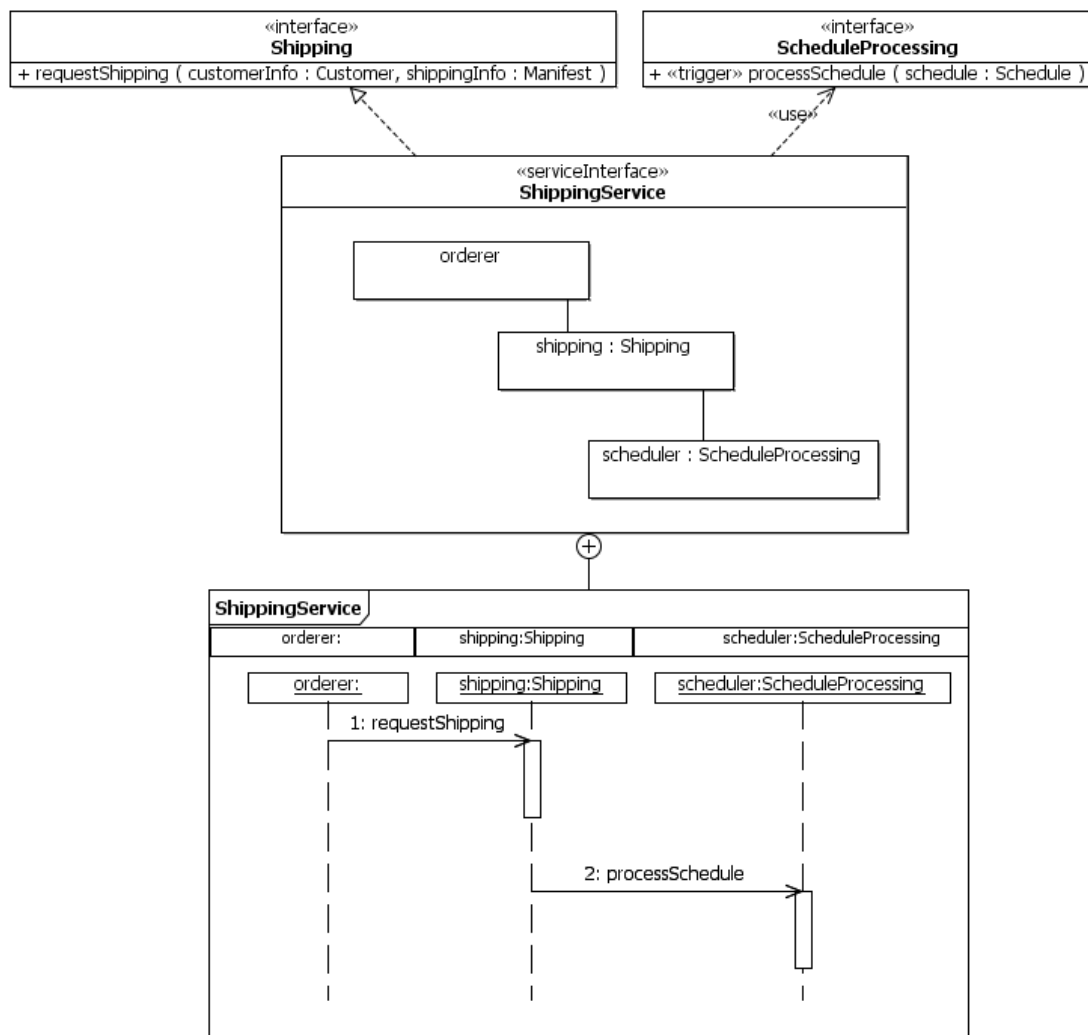 «interface»
Shipping
+ requestShipping ( customerInfo : Customer, shippingInfo : Manifest )
«interface»
ScheduleProcessing
+ «trigger» processSchedule ( schedule : Schedule )
«use»
«serviceInterface»
ShippingService
orderer
shipping : Shipping
scheduler : ScheduleProcessing
ShippingService
orderer:
shipping:Shipping
scheduler:ScheduleProcessing
orderer:
shipping:Shipping
scheduler:ScheduleProcessing
1: requestShipping
2: processSchedule